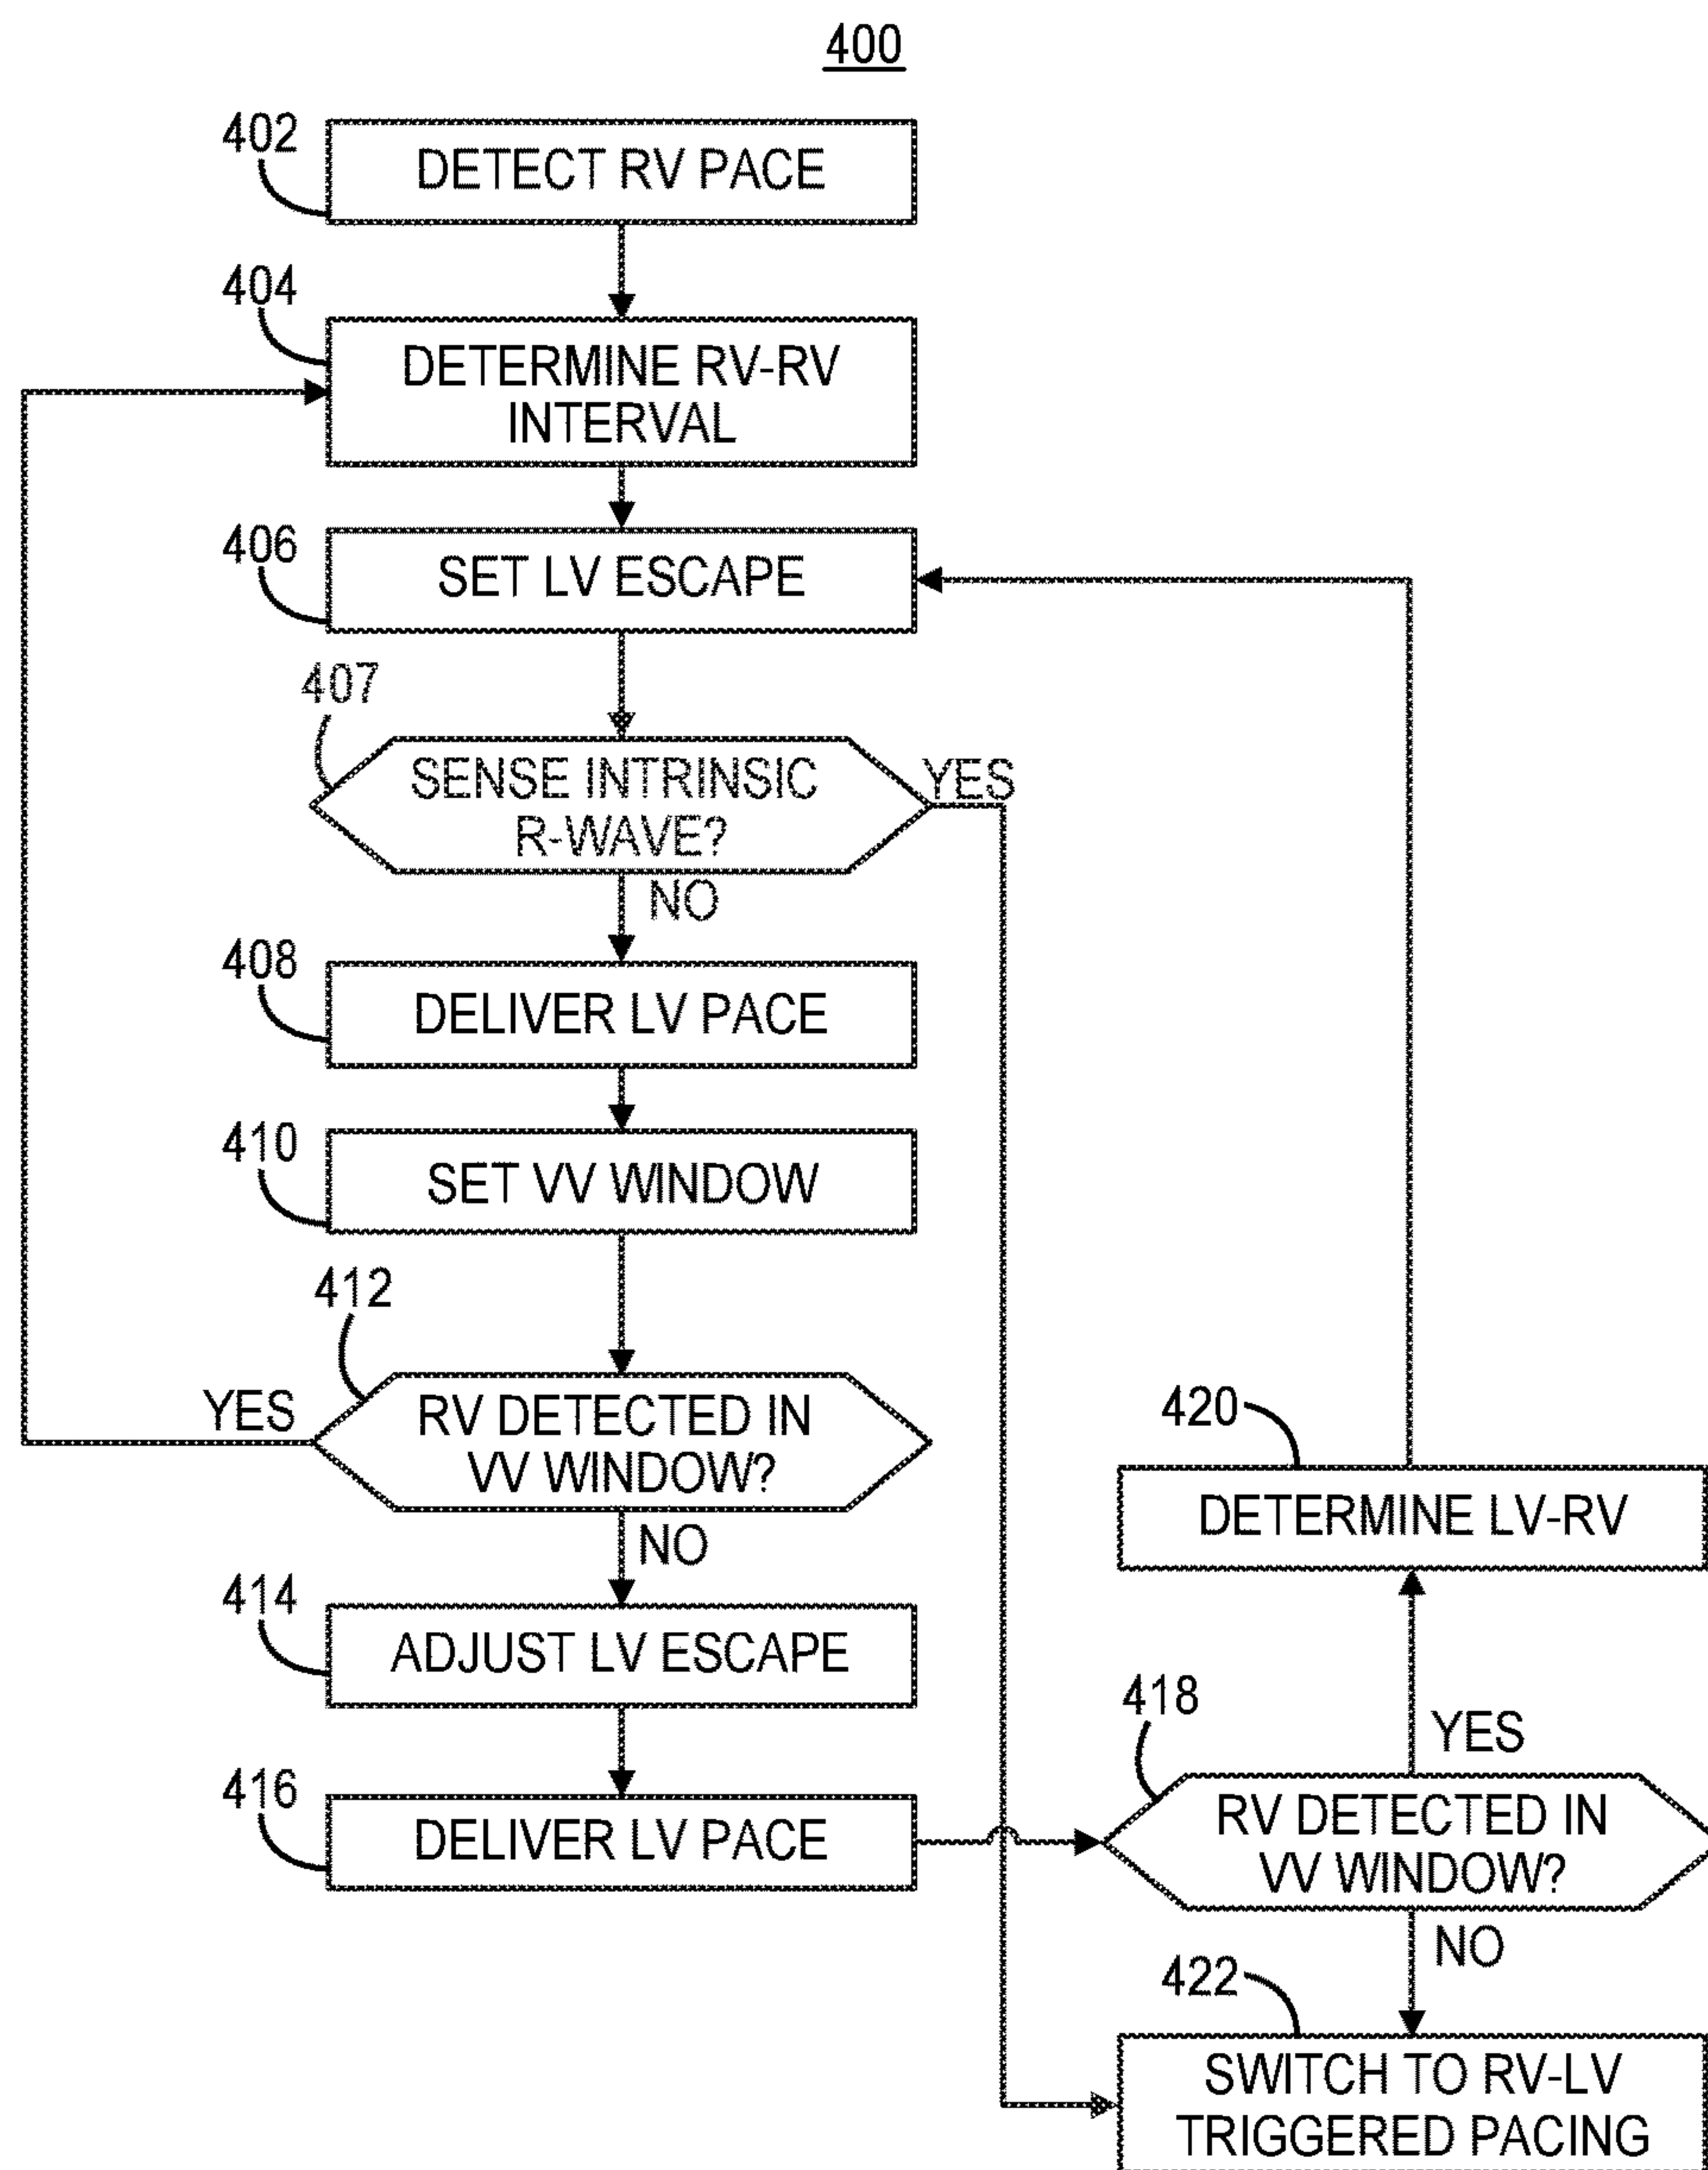 400
402
DETECT RV PACE
404
DETERMINE RV-RV
INTERVAL
406
SET LV ESCAPE
407
SENSE INTRINSIC
R-WAVE?
YES
NO
408
DELIVER LV PACE
410
SET VV WINDOW
412
YES
RV DETECTED IN
VV WINDOW?
NO
414
ADJUST LV ESCAPE
416
DELIVER LV PACE
420
DETERMINE LV-RV
418
YES
RV DETECTED IN
VV WINDOW?
NO
422
SWITCH TO RV-LV
TRIGGERED PACING